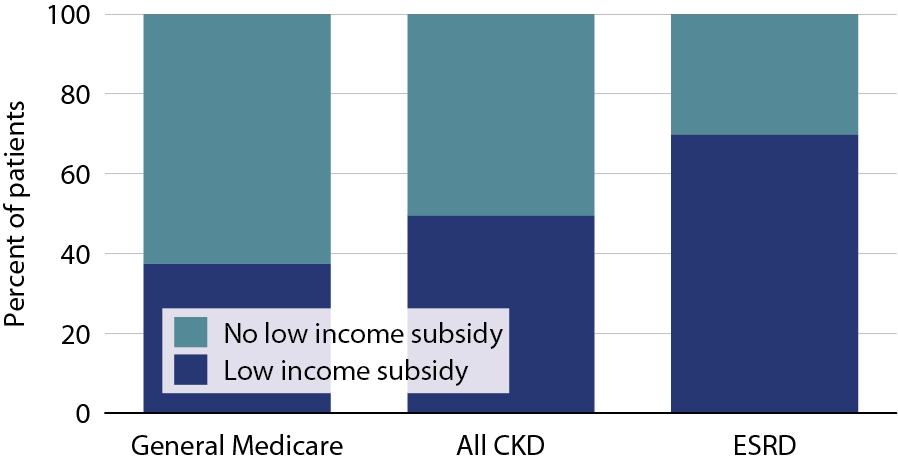 Percent of patients
100
80
60
40
20
0
No low income subsidy
Low income subsidy
General Medicare
All CKD
ESRD